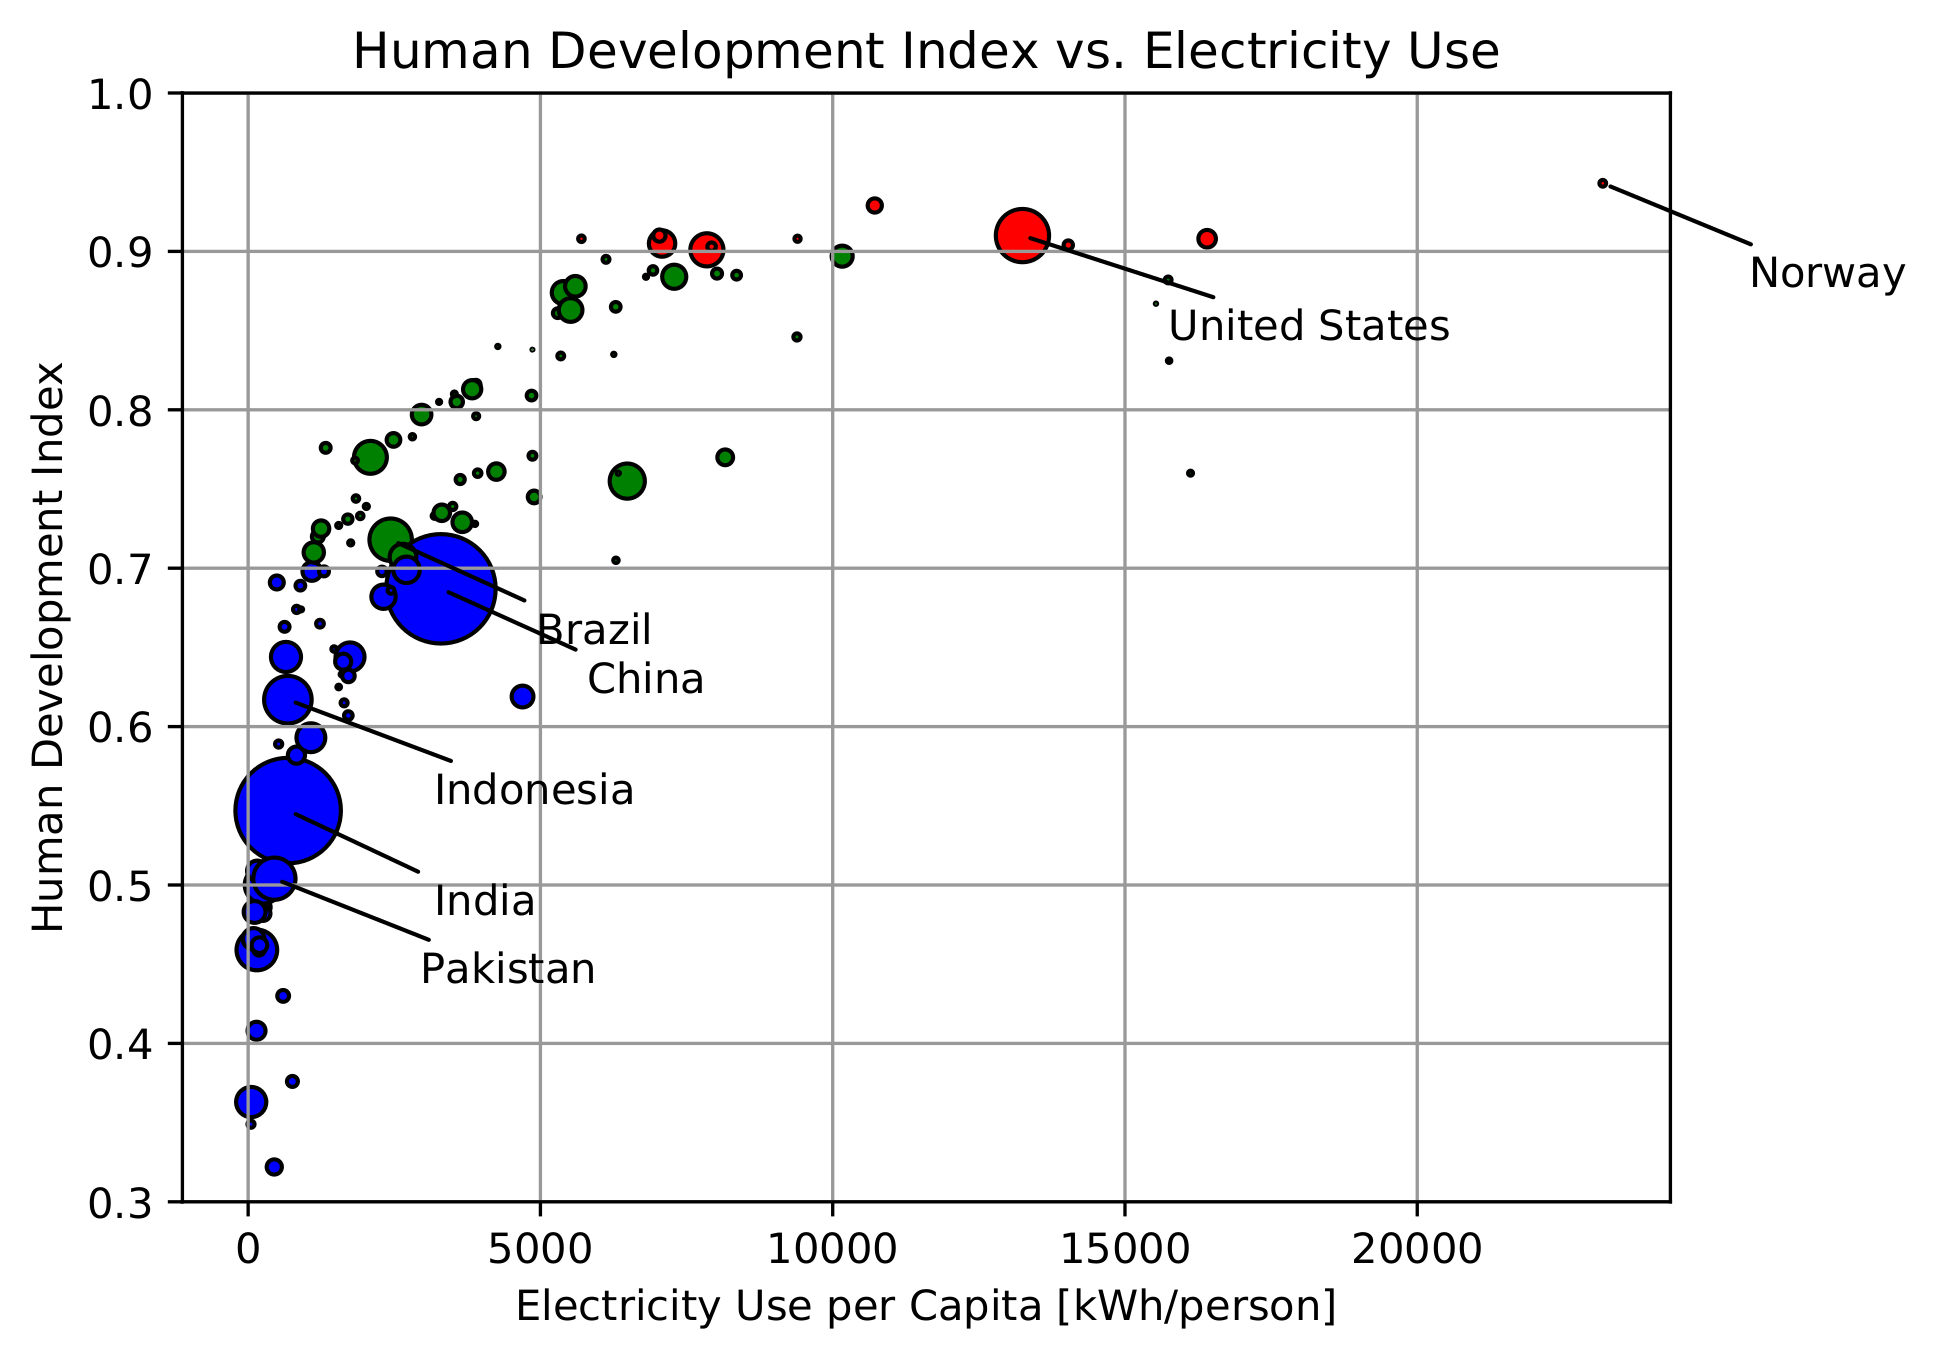 Human Development Index vs. Electricity Use
1.0
0.9
0.8
0.7
0.6
0.5
0.4
0.3
Human Development Index
Norway
United States
Brazil
China
Indonesia
India
Pakistan
0 5000 10000 15000 20000
Electricity Use per Capita [kWh/person]